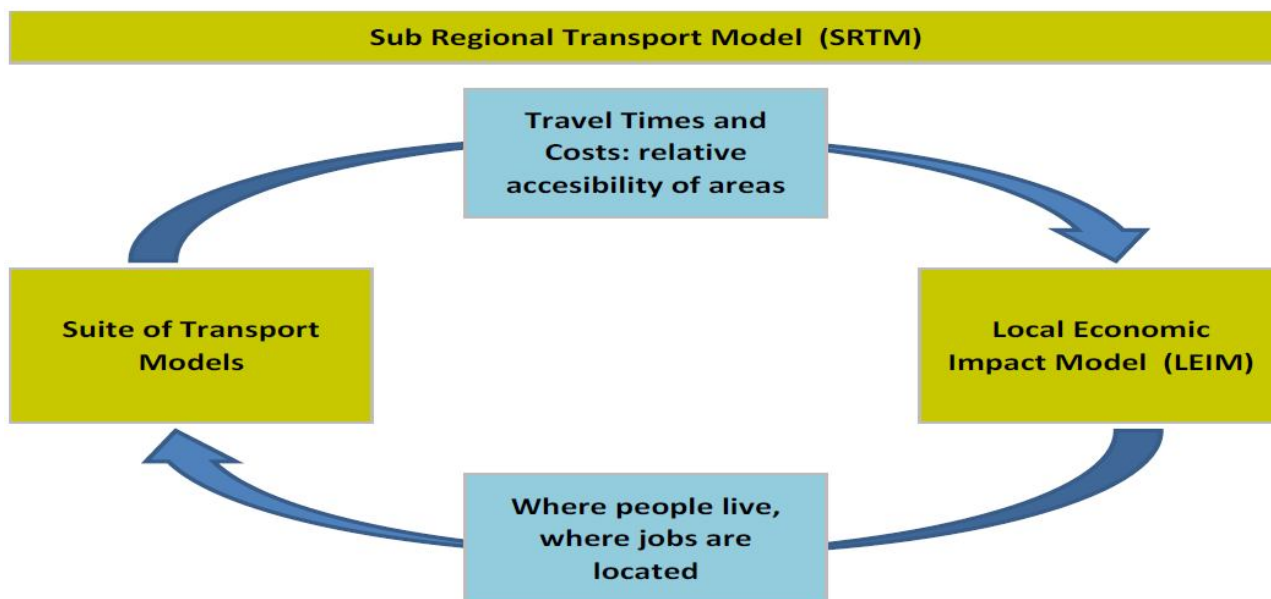 Sub Regional Transport Model  (SRTM)
Travel Times and
Costs: relative
accesibility of areas
Suite of Transport
Models
Local Economic
Impact Model  (LEIM)
Where people live,
where jobs are
located